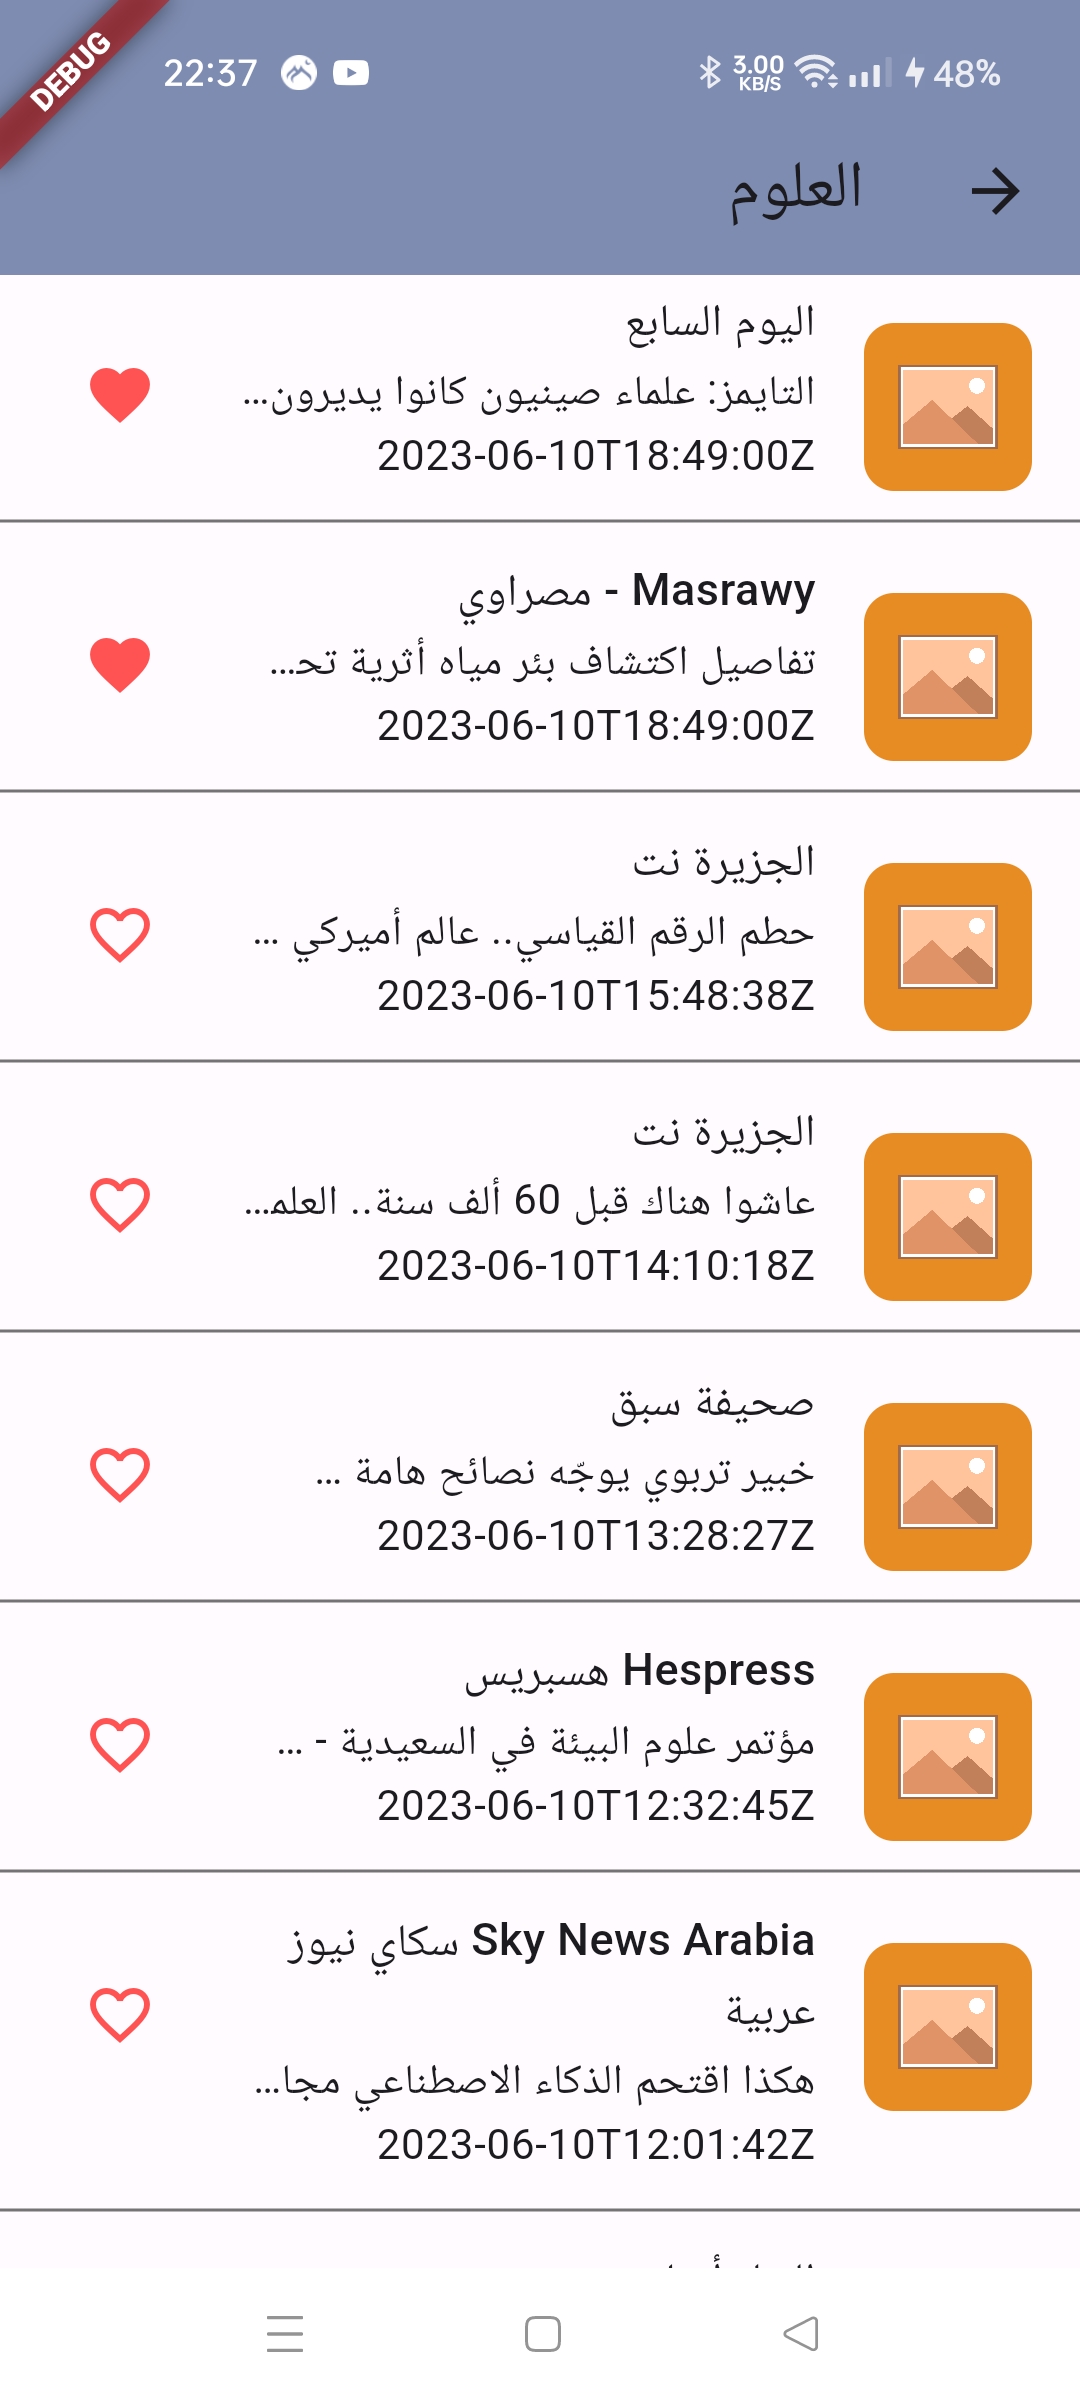 DEBUG
22:37
3.00 KB/S
48%
العلوم
اليوم السابع
التايمز: علماء صينيون كانوا يديرون...
2023-06-10T18:49:00Z
Masrawy - مصراوي
تفاصيل اكتشاف بئر مياه أثرية تحـ...
2023-06-10T18:49:00Z
الجزيرة نت
حطم الرقم القياسي.. عالم أميركي ...
2023-06-10T15:48:38Z
الجزيرة نت
عاشوا هناك قبل 60 ألف سنة.. العلمـ...
2023-06-10T14:10:18Z
صحيفة سبق
خبير تربوي يوجّه نصائح هامة ...
2023-06-10T13:28:27Z
Hespress هسبريس
مؤتمر علوم البيئة في السعيدية - ...
2023-06-10T12:32:45Z
Sky News Arabia سكاي نيوز
عربية
هكذا اقتحم الذكاء الاصطناعي مجا...
2023-06-10T12:01:42Z